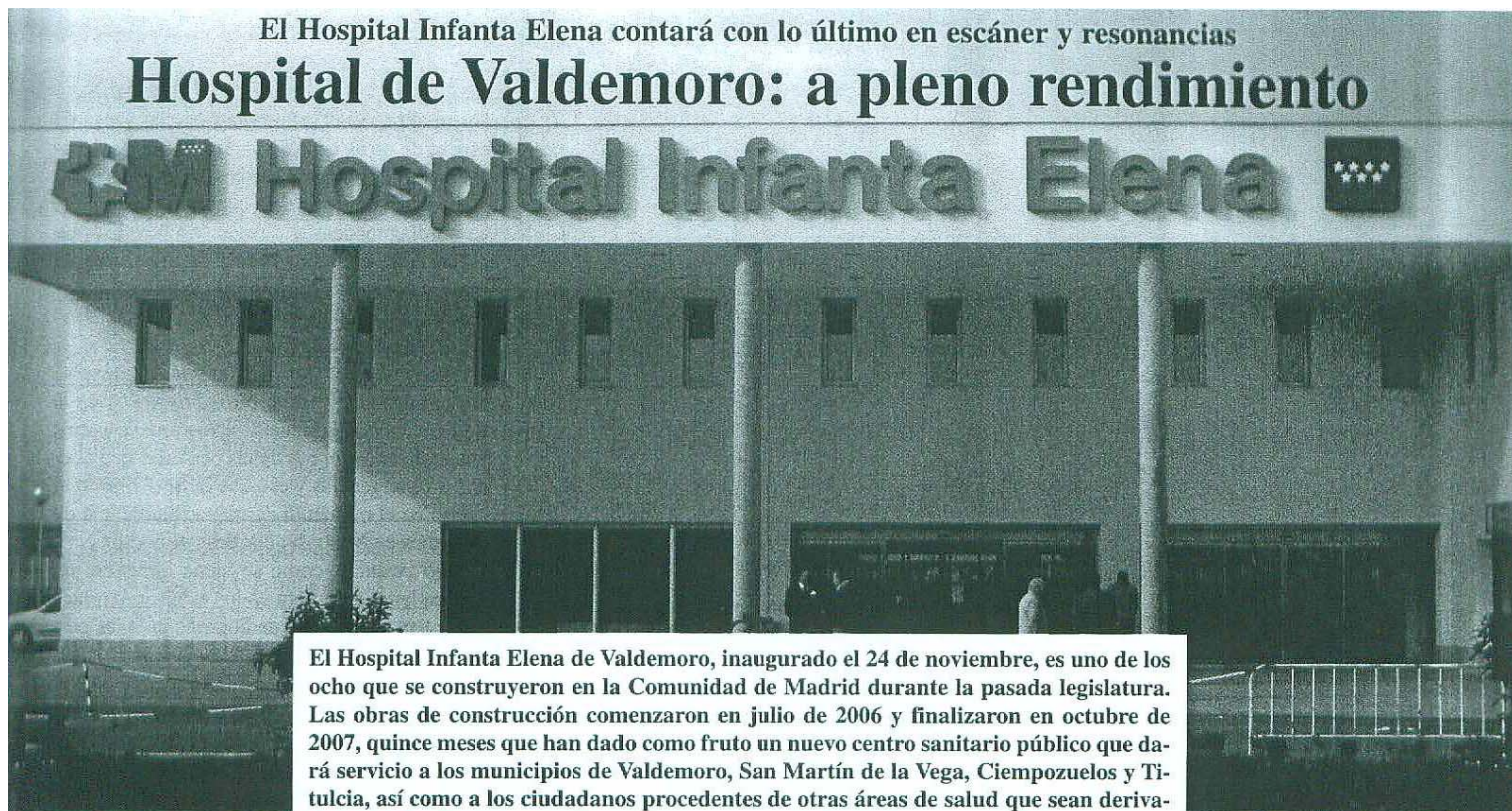 El Hospital Infanta Elena contará con lo último en escáner y resonancias
Hospital de Valdemoro: a pleno rendimiento
M Hospital Infanta Elena
El Hospital Infanta Elena de Valdemoro, inaugurado el 24 de noviembre, es uno de los
ocho que se construyeron en la Comunidad de Madrid durante la pasada legislatura.
Las obras de construcción comenzaron en julio de 2006 y finalizaron en octubre de
2007, quince meses que han dado como fruto un nuevo centro sanitario público que da-
rá servicio a los municipios de Valdemoro, San Martín de la Vega, Ciempozuelos y Ti-
tulcia, así como a los ciudadanos procedentes de otras áreas de salud que sean deriva-